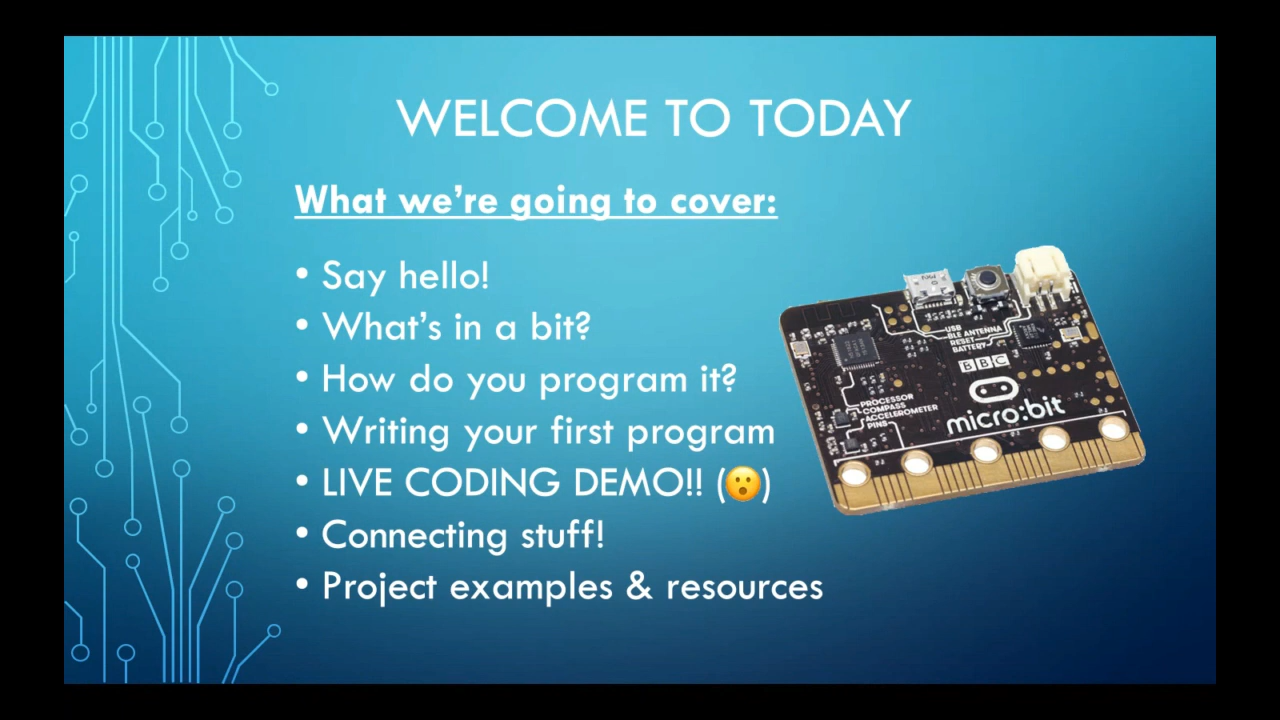 WELCOME TO TODAY
What we're going to cover:
• Say hello!
• What's in a bit?
• How do you program it?
• Writing your first program
• LIVE CODING DEMO!! (😮)
• Connecting stuff!
• Project examples & resources
USB
BLE ANTENNA
RESET
BATTERY
BBC
micro:bit
PROCESSOR
COMPASS
ACCELEROMETER
PINS